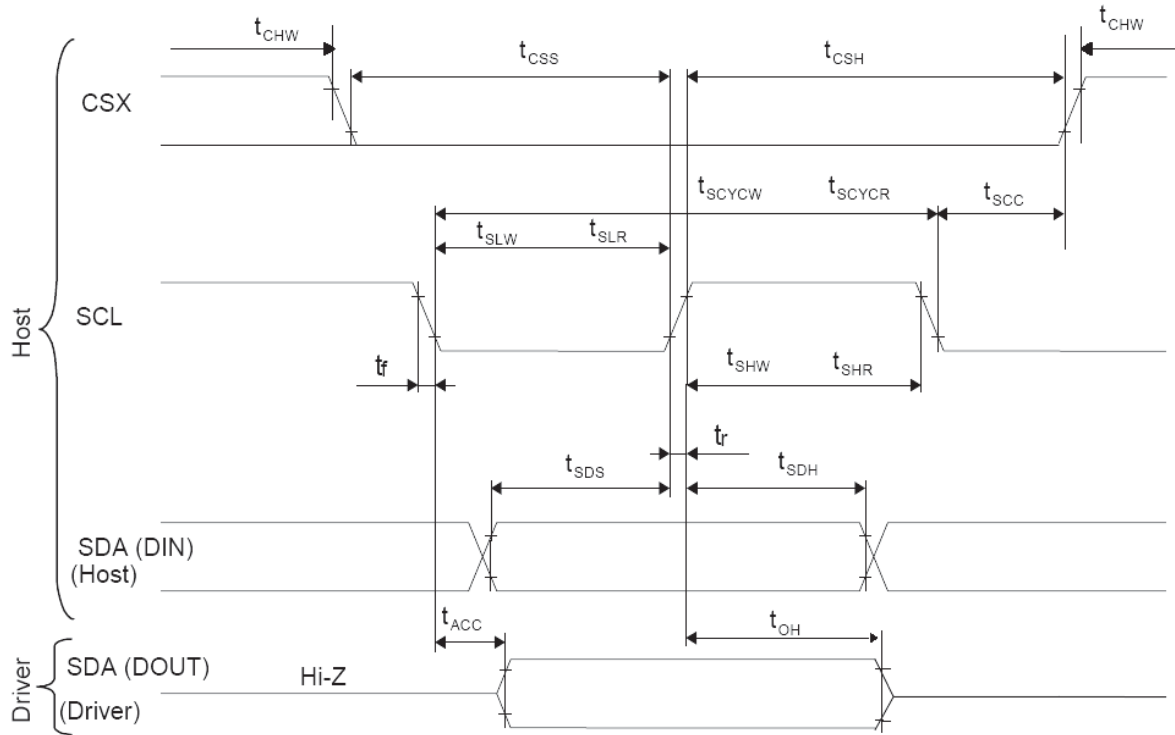 tCHW
tCHW
tCSS
tCSH
CSX
tSCYCW
tSCYCR
tSCC
tSLW
tSLR
SCL
Host
tf
tSHW
tSHR
tr
tSDS
tSDH
SDA (DIN)
(Host)
tACC
tOH
SDA (DOUT)
Hi-Z
(Driver)
Driver